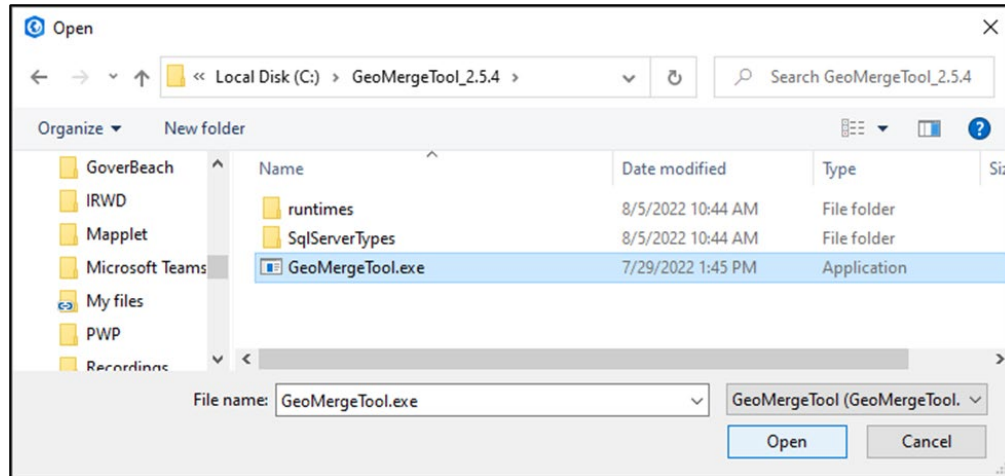 Open
« Local Disk (C:) > GeoMergeTool_2.5.4 >
Search GeoMergeTool_2.5.4
Organize
New folder
GoverBeach
IRWD
Mapplet
Microsoft Teams
My files
PWP
Recordings
Name Date modified Type Siz
runtimes 8/5/2022 10:44 AM File folder
SqlServerTypes 8/5/2022 10:44 AM File folder
GeoMergeTool.exe 7/29/2022 1:45 PM Application
File name: GeoMergeTool.exe
GeoMergeTool (GeoMergeTool.
Open
Cancel